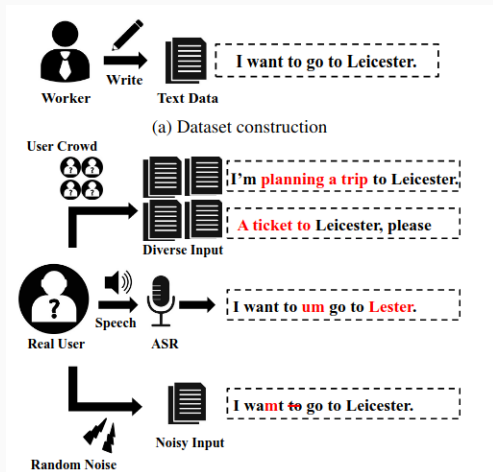 I want to go to Leicester.
Write
Worker
Text Data
(a) Dataset construction
User Crowd
I'm planning a trip to Leicester,
A ticket to Leicester, please
Diverse Input
Speech
I want to um go to Lester.
Real User
ASR
I wamt to go to Leicester.
Noisy Input
Random Noise